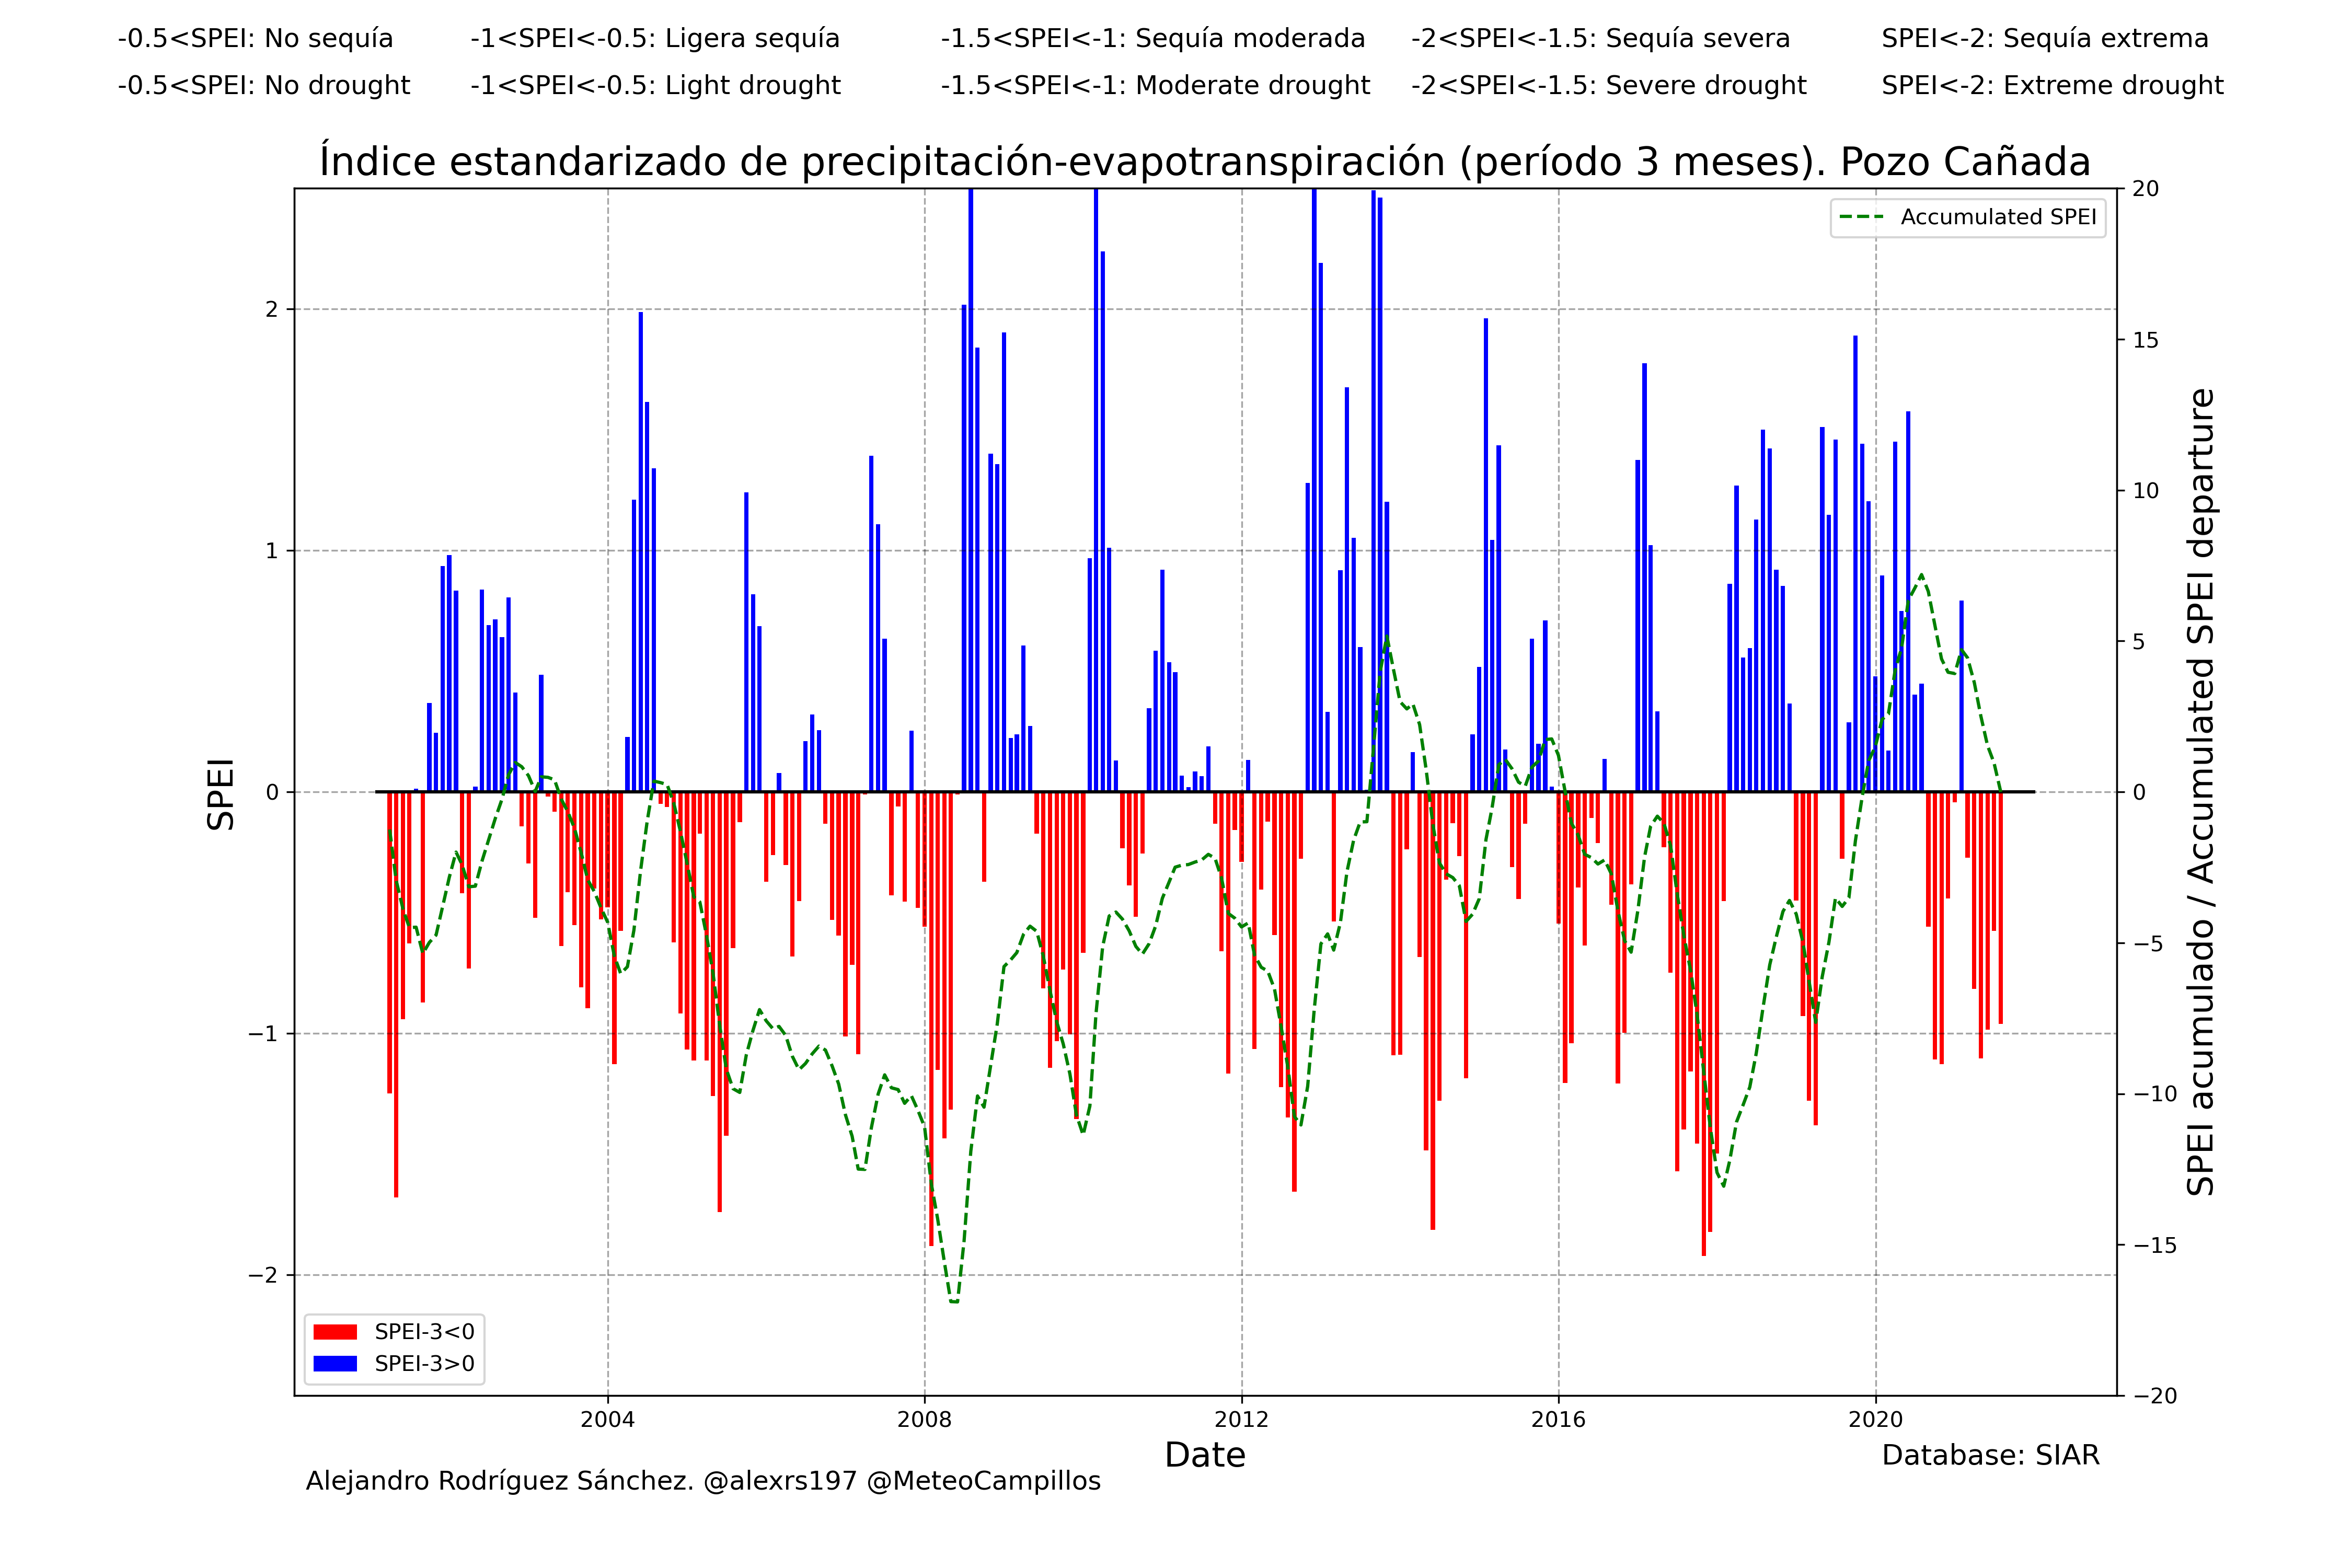 -0.5<SPEI: No sequía -1<SPEI<-0.5: Ligera sequía -1.5<SPEI<-1: Sequía moderada -2<SPEI<-1.5: Sequía severa SPEI<-2: Sequía extrema
-0.5<SPEI: No drought -1<SPEI<-0.5: Light drought -1.5<SPEI<-1: Moderate drought -2<SPEI<-1.5: Severe drought SPEI<-2: Extreme drought
Índice estandarizado de precipitación-evapotranspiración (período 3 meses). Pozo Cañada
Accumulated SPEI
SPEI
2
1
0
−1
−2
20
15
10
5
0
−5
−10
−15
−20
SPEI acumulado / Accumulated SPEI departure
SPEI-3<0
SPEI-3>0
2004 2008 2012 2016 2020
Date
Database: SIAR
Alejandro Rodríguez Sánchez. @alexrs197 @MeteoCampillos